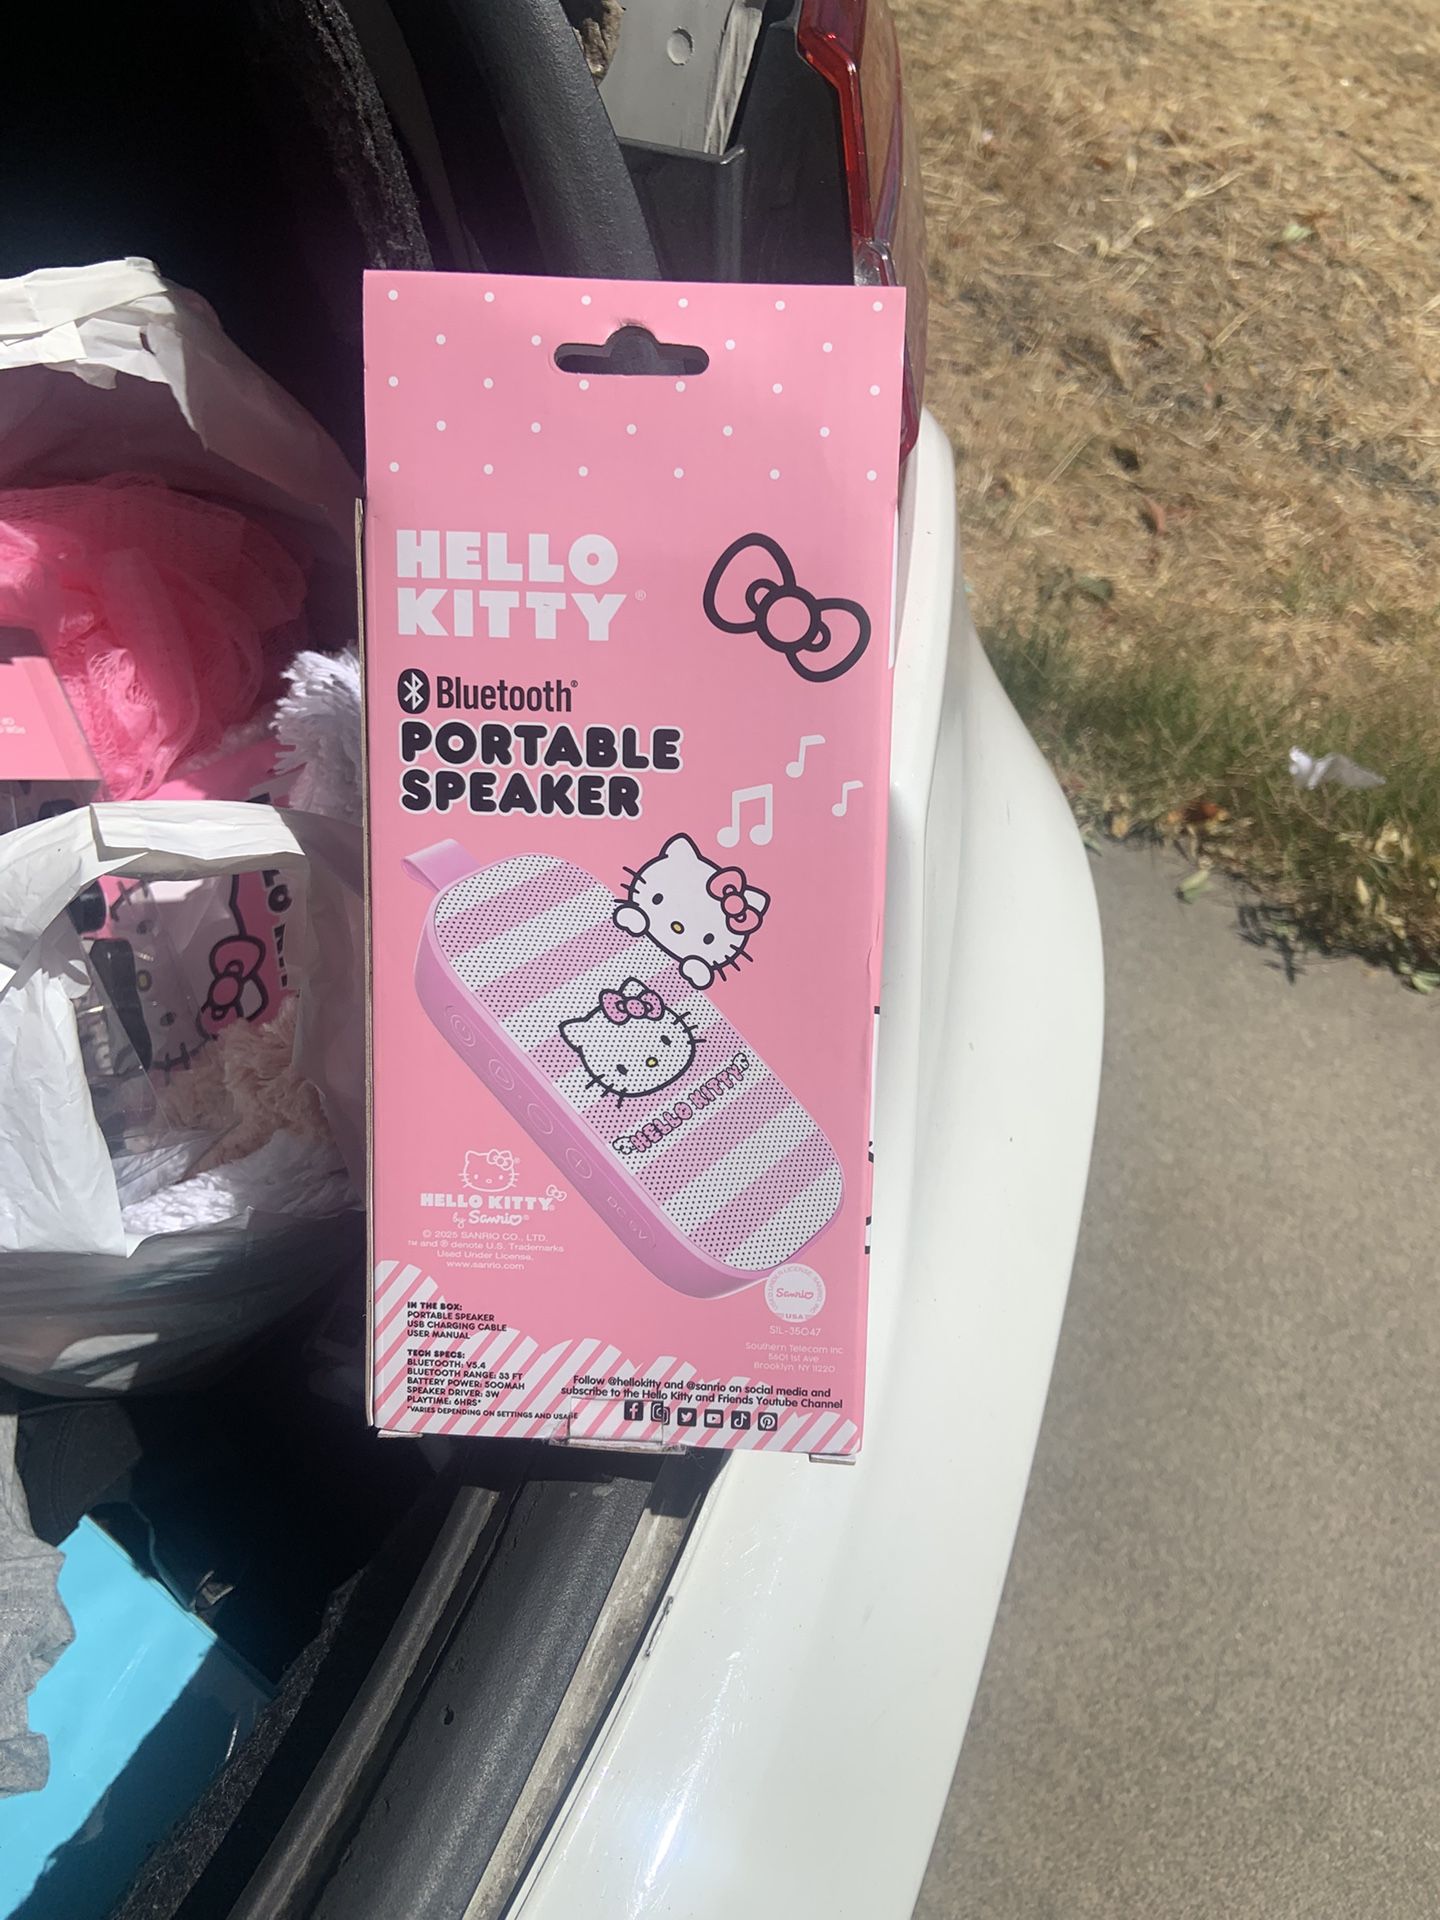 HELLO
KITTY®
Bluetooth®
PORTABLE
SPEAKER
HELLO KITTY
DC 5V
HELLO KITTY®
by Sanrio®
© 2025 SANRIO CO., LTD.
™ and ® denote U.S. Trademarks
Used Under License.
www.sanrio.com
Sanrio
USA
S1L-35047
Southern Telecom Inc
5601 1st Ave
Brooklyn, NY 11220
IN THE BOX:
PORTABLE SPEAKER
USB CHARGING CABLE
USER MANUAL
TECH SPECS:
BLUETOOTH: V5.4
BLUETOOTH RANGE: 33 FT
BATTERY POWER: 500MAH
SPEAKER DRIVER: 3W
PLAYTIME: 6HRS*
*VARIES DEPENDING ON SETTINGS AND USAGE
Follow @hellokitty and @sanrio on social media and
subscribe to the Hello Kitty and Friends Youtube Channel